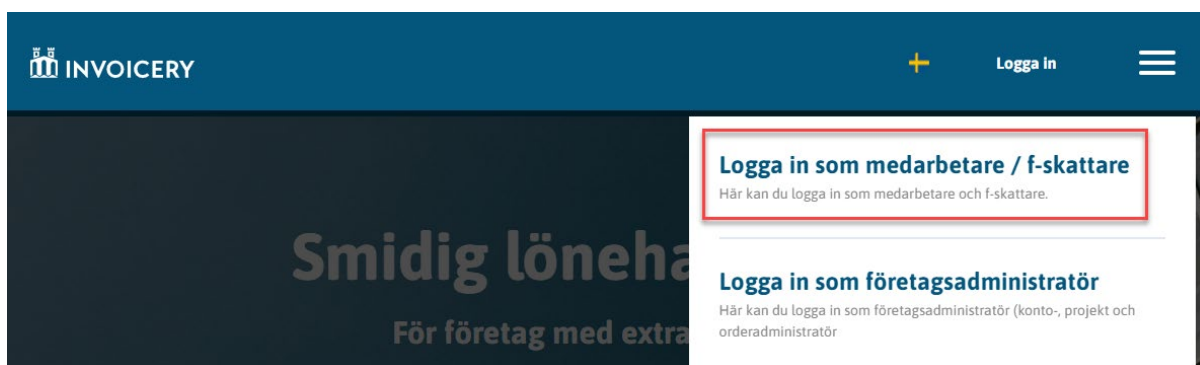 INVOICERY
Logga in
Logga in som medarbetare / f-skattare
Här kan du logga in som medarbetare och f-skattare.
Smidig löneha
Logga in som företagsadministratör
Här kan du logga in som företagsadministratör (konto-, projekt och
orderadministratör
För företag med extra